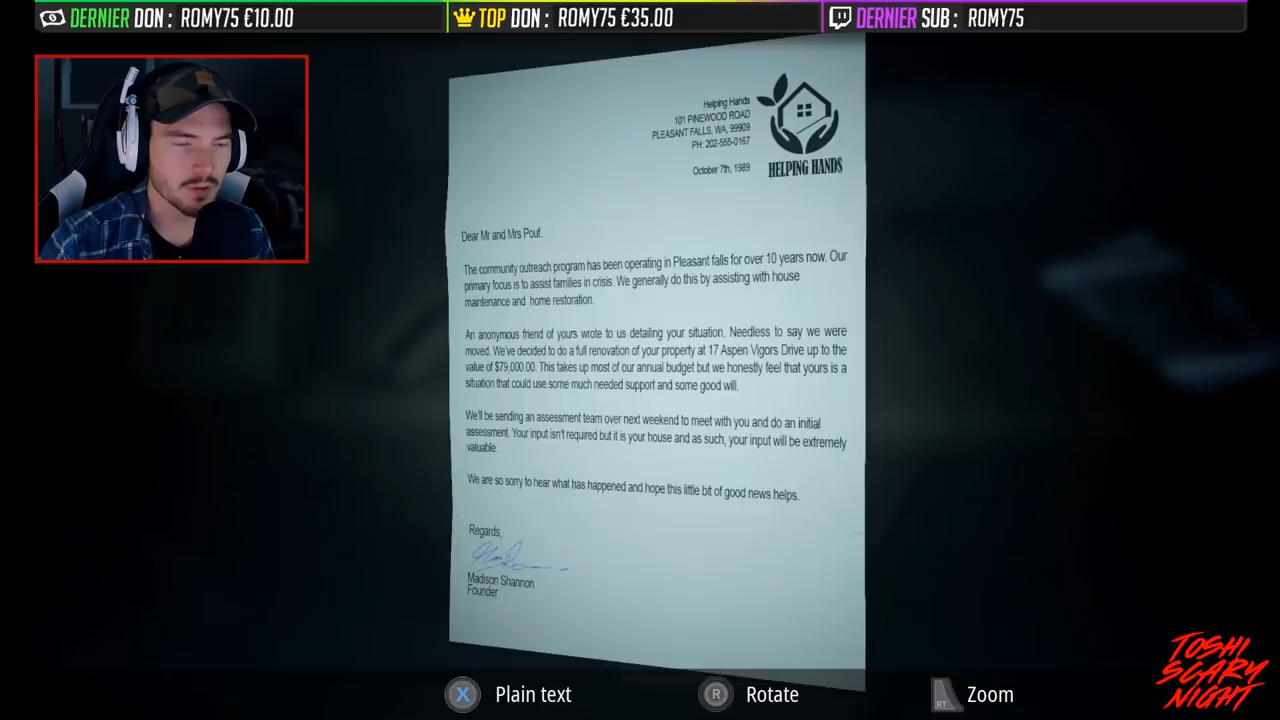 DERNIER DON : ROMY75 €10.00
TOP DON : ROMY75 €35.00
DERNIER SUB : ROMY75
Helping Hands
101 PINEWOOD ROAD
PLEASANT FALLS, WA, 99909
PH: 202-555-0167
October 7th, 1989
HELPING HANDS
Dear Mr and Mrs Pouf.
The community outreach program has been operating in Pleasant falls for over 10 years now. Our
primary focus is to assist families in crisis. We generally do this by assisting with house
maintenance and home restoration.
An anonymous friend of yours wrote to us detailing your situation. Needless to say we were
moved. We've decided to do a full renovation of your property at 17 Aspen Vigors Drive up to the
value of $79,000.00. This takes up most of our annual budget but we honestly feel that yours is a
situation that could use some much needed support and some good will.
We'll be sending an assessment team over next weekend to meet with you and do an initial
assessment. Your input isn't required but it is your house and as such, your input will be extremely
valuable.
We are so sorry to hear what has happened and hope this little bit of good news helps.
Regards,
Madison Shannon
Founder
X Plain text
R Rotate
RT Zoom
TOSHI
SCARY
NIGHT